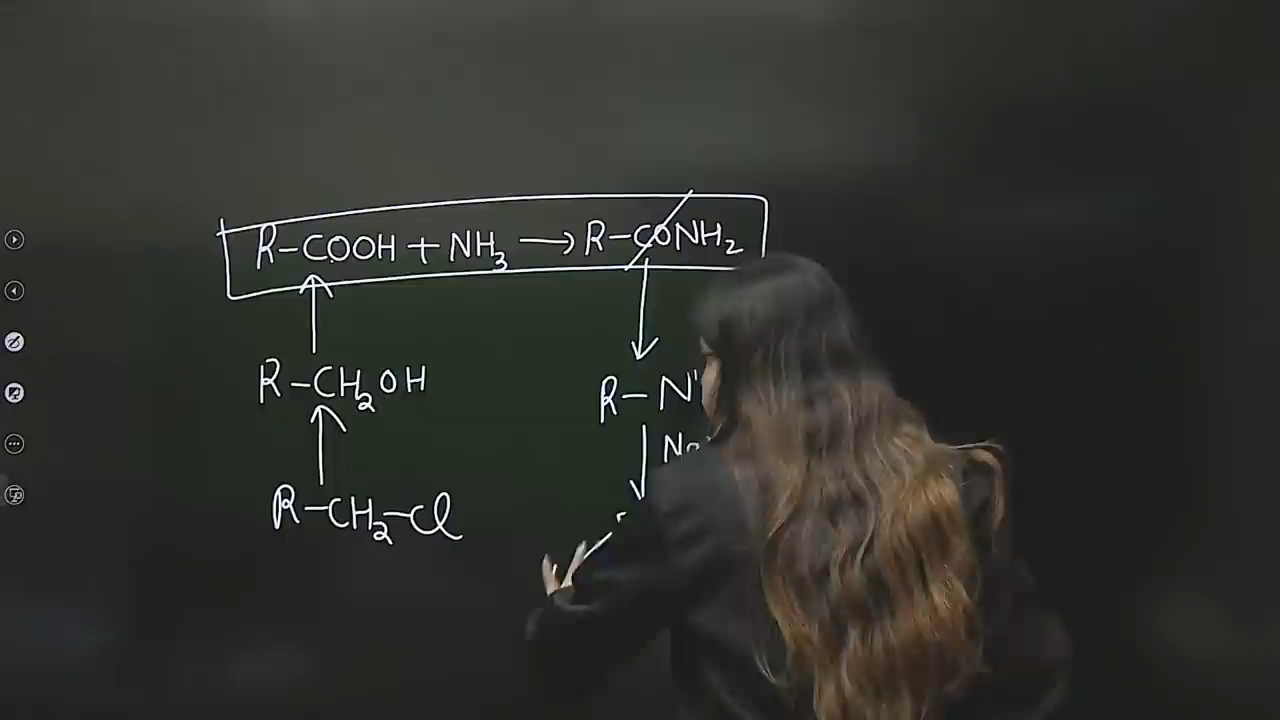 R-COOH + NH₃ → R-CONH₂
R-CH₂OH
R-N
R-CH₂-Cl